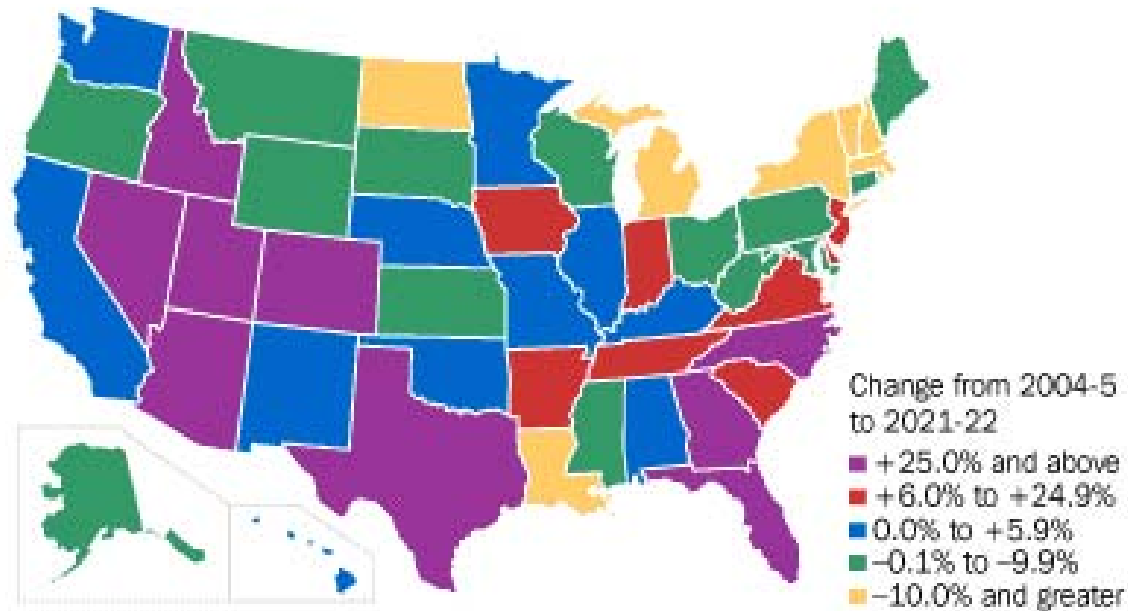 Change from 2004-5
to 2021-22
+25.0% and above
+6.0% to +24.9%
0.0% to +5.9%
–0.1% to –9.9%
–10.0% and greater